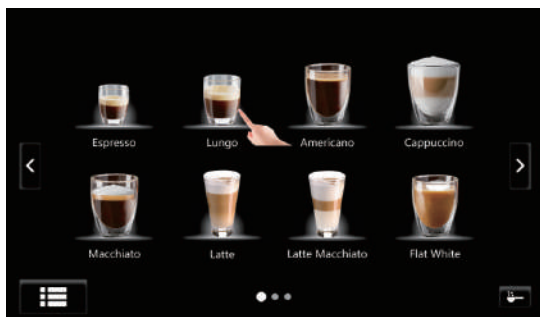 Espresso
Lungo
Americano
Cappuccino
Macchiato
Latte
Latte Macchiato
Flat White